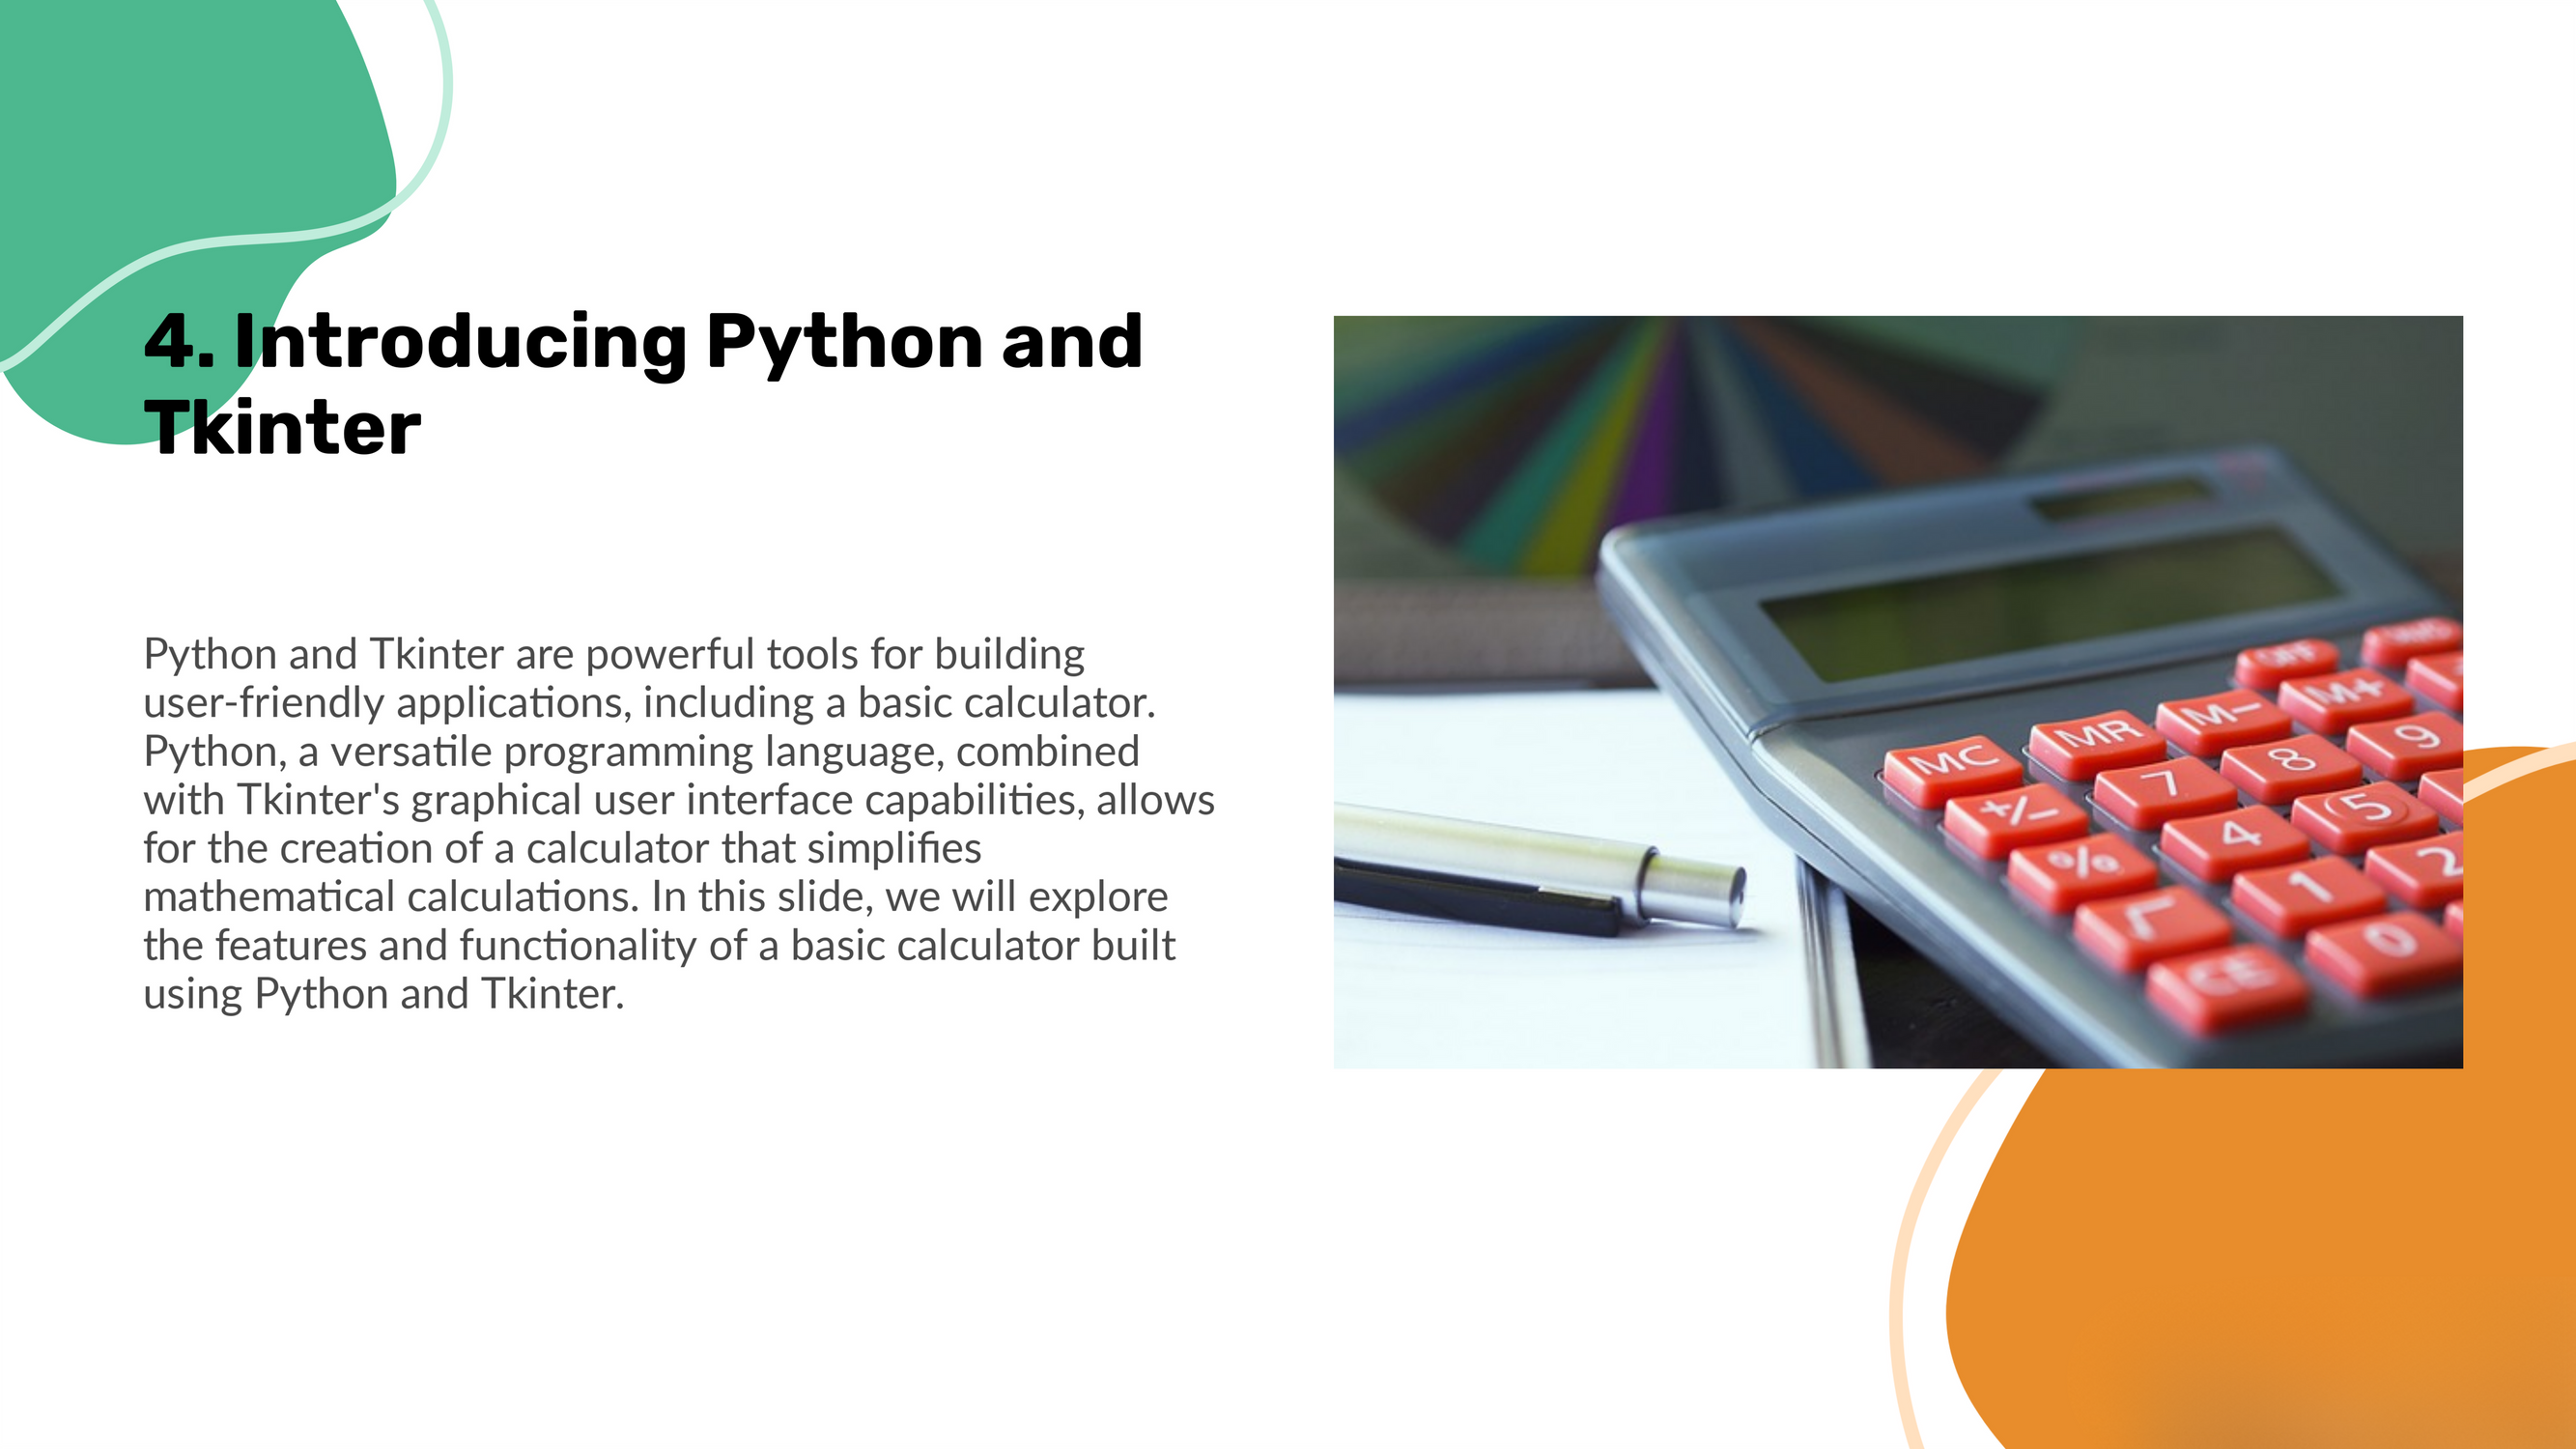 4. Introducing Python and
Tkinter
Python and Tkinter are powerful tools for building
user-friendly applications, including a basic calculator.
Python, a versatile programming language, combined
with Tkinter's graphical user interface capabilities, allows
for the creation of a calculator that simplifies
mathematical calculations. In this slide, we will explore
the features and functionality of a basic calculator built
using Python and Tkinter.
OFF
MC MR M− M+
+/− 7 8 9
% 4 5
√ 1 2
CE 0